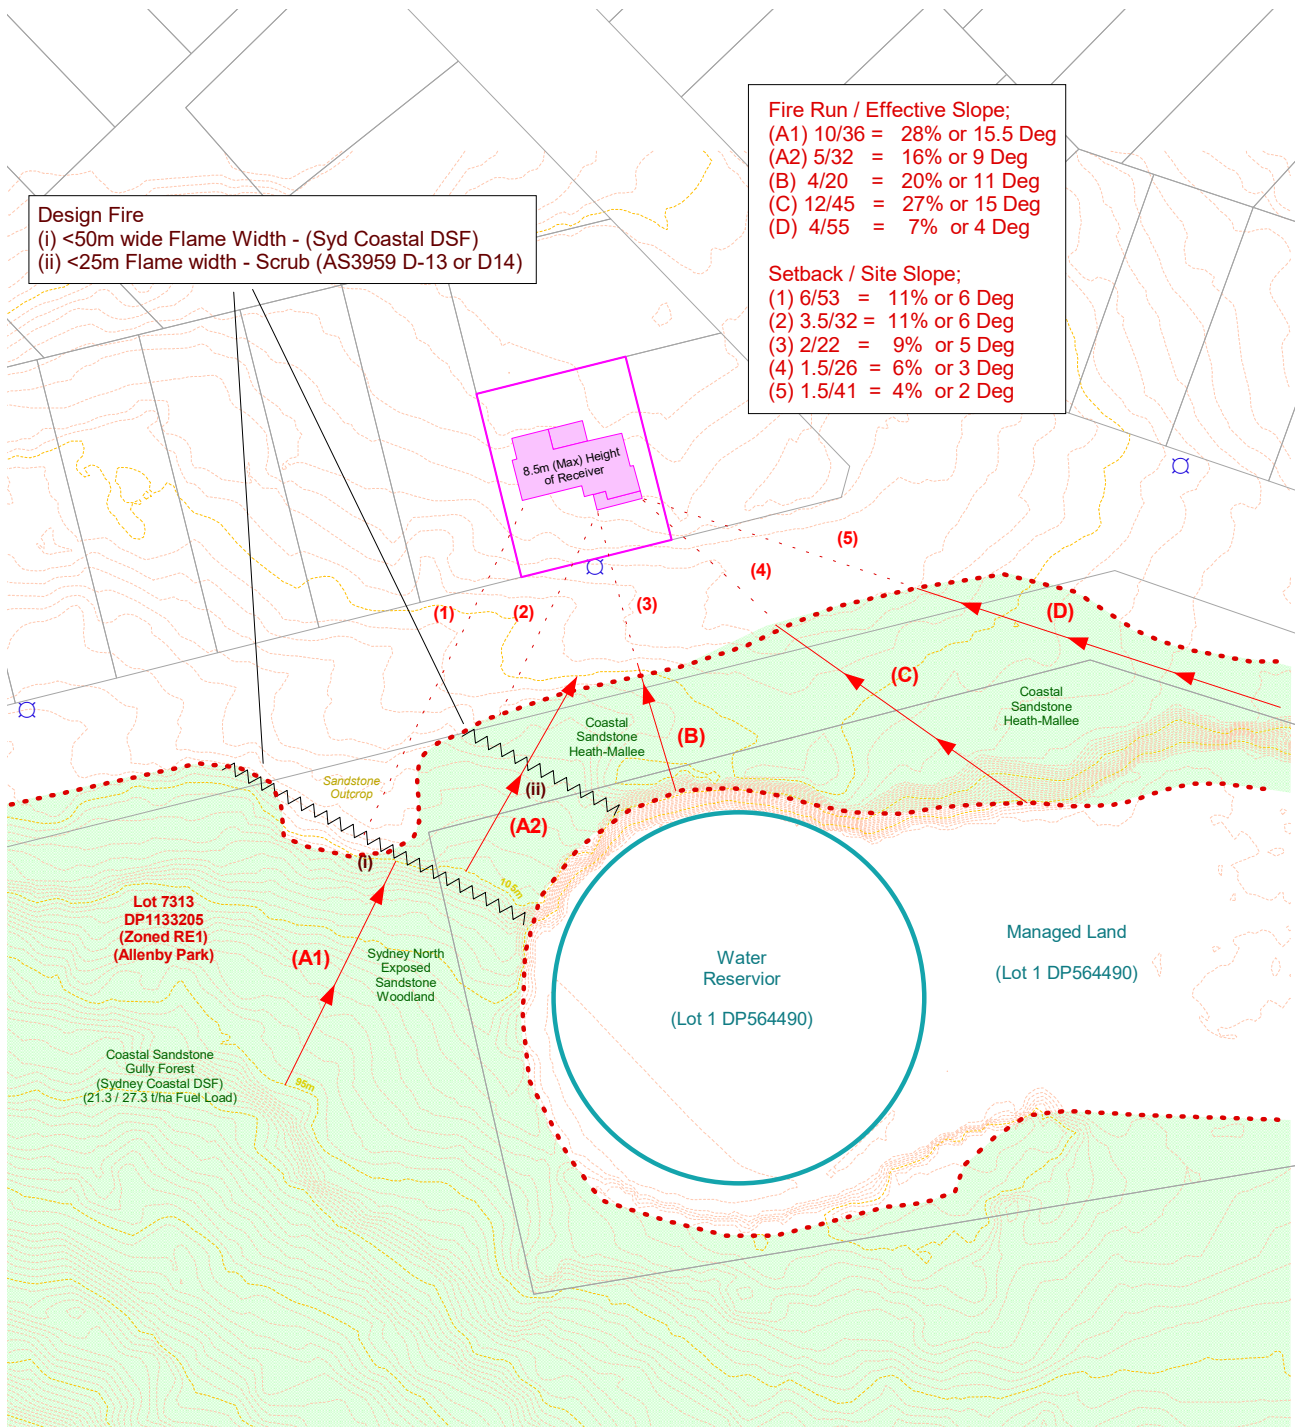 Fire Run / Effective Slope;
(A1) 10/36 = 28% or 15.5 Deg
(A2) 5/32 = 16% or 9 Deg
(B) 4/20 = 20% or 11 Deg
(C) 12/45 = 27% or 15 Deg
(D) 4/55 = 7% or 4 Deg
Setback / Site Slope;
(1) 6/53 = 11% or 6 Deg
(2) 3.5/32 = 11% or 6 Deg
(3) 2/22 = 9% or 5 Deg
(4) 1.5/26 = 6% or 3 Deg
(5) 1.5/41 = 4% or 2 Deg
Design Fire
(i) <50m wide Flame Width - (Syd Coastal DSF)
(ii) <25m Flame width - Scrub (AS3959 D-13 or D14)
8.5m (Max) Height
of Receiver
(5)
(4)
(3)
(2)
(1)
(D)
(C)
(B)
Coastal
Sandstone
Heath-Mallee
Coastal
Sandstone
Heath-Mallee
Sandstone
Outcrop
(ii)
(A2)
(i)
105m
Lot 7313
DP1133205
(Zoned RE1)
(Allenby Park)
(A1)
Sydney North
Exposed
Sandstone
Woodland
Water
Reservior
(Lot 1 DP564490)
Managed Land
(Lot 1 DP564490)
Coastal Sandstone
Gully Forest
(Sydney Coastal DSF)
(21.3 / 27.3 t/ha Fuel Load)
95m